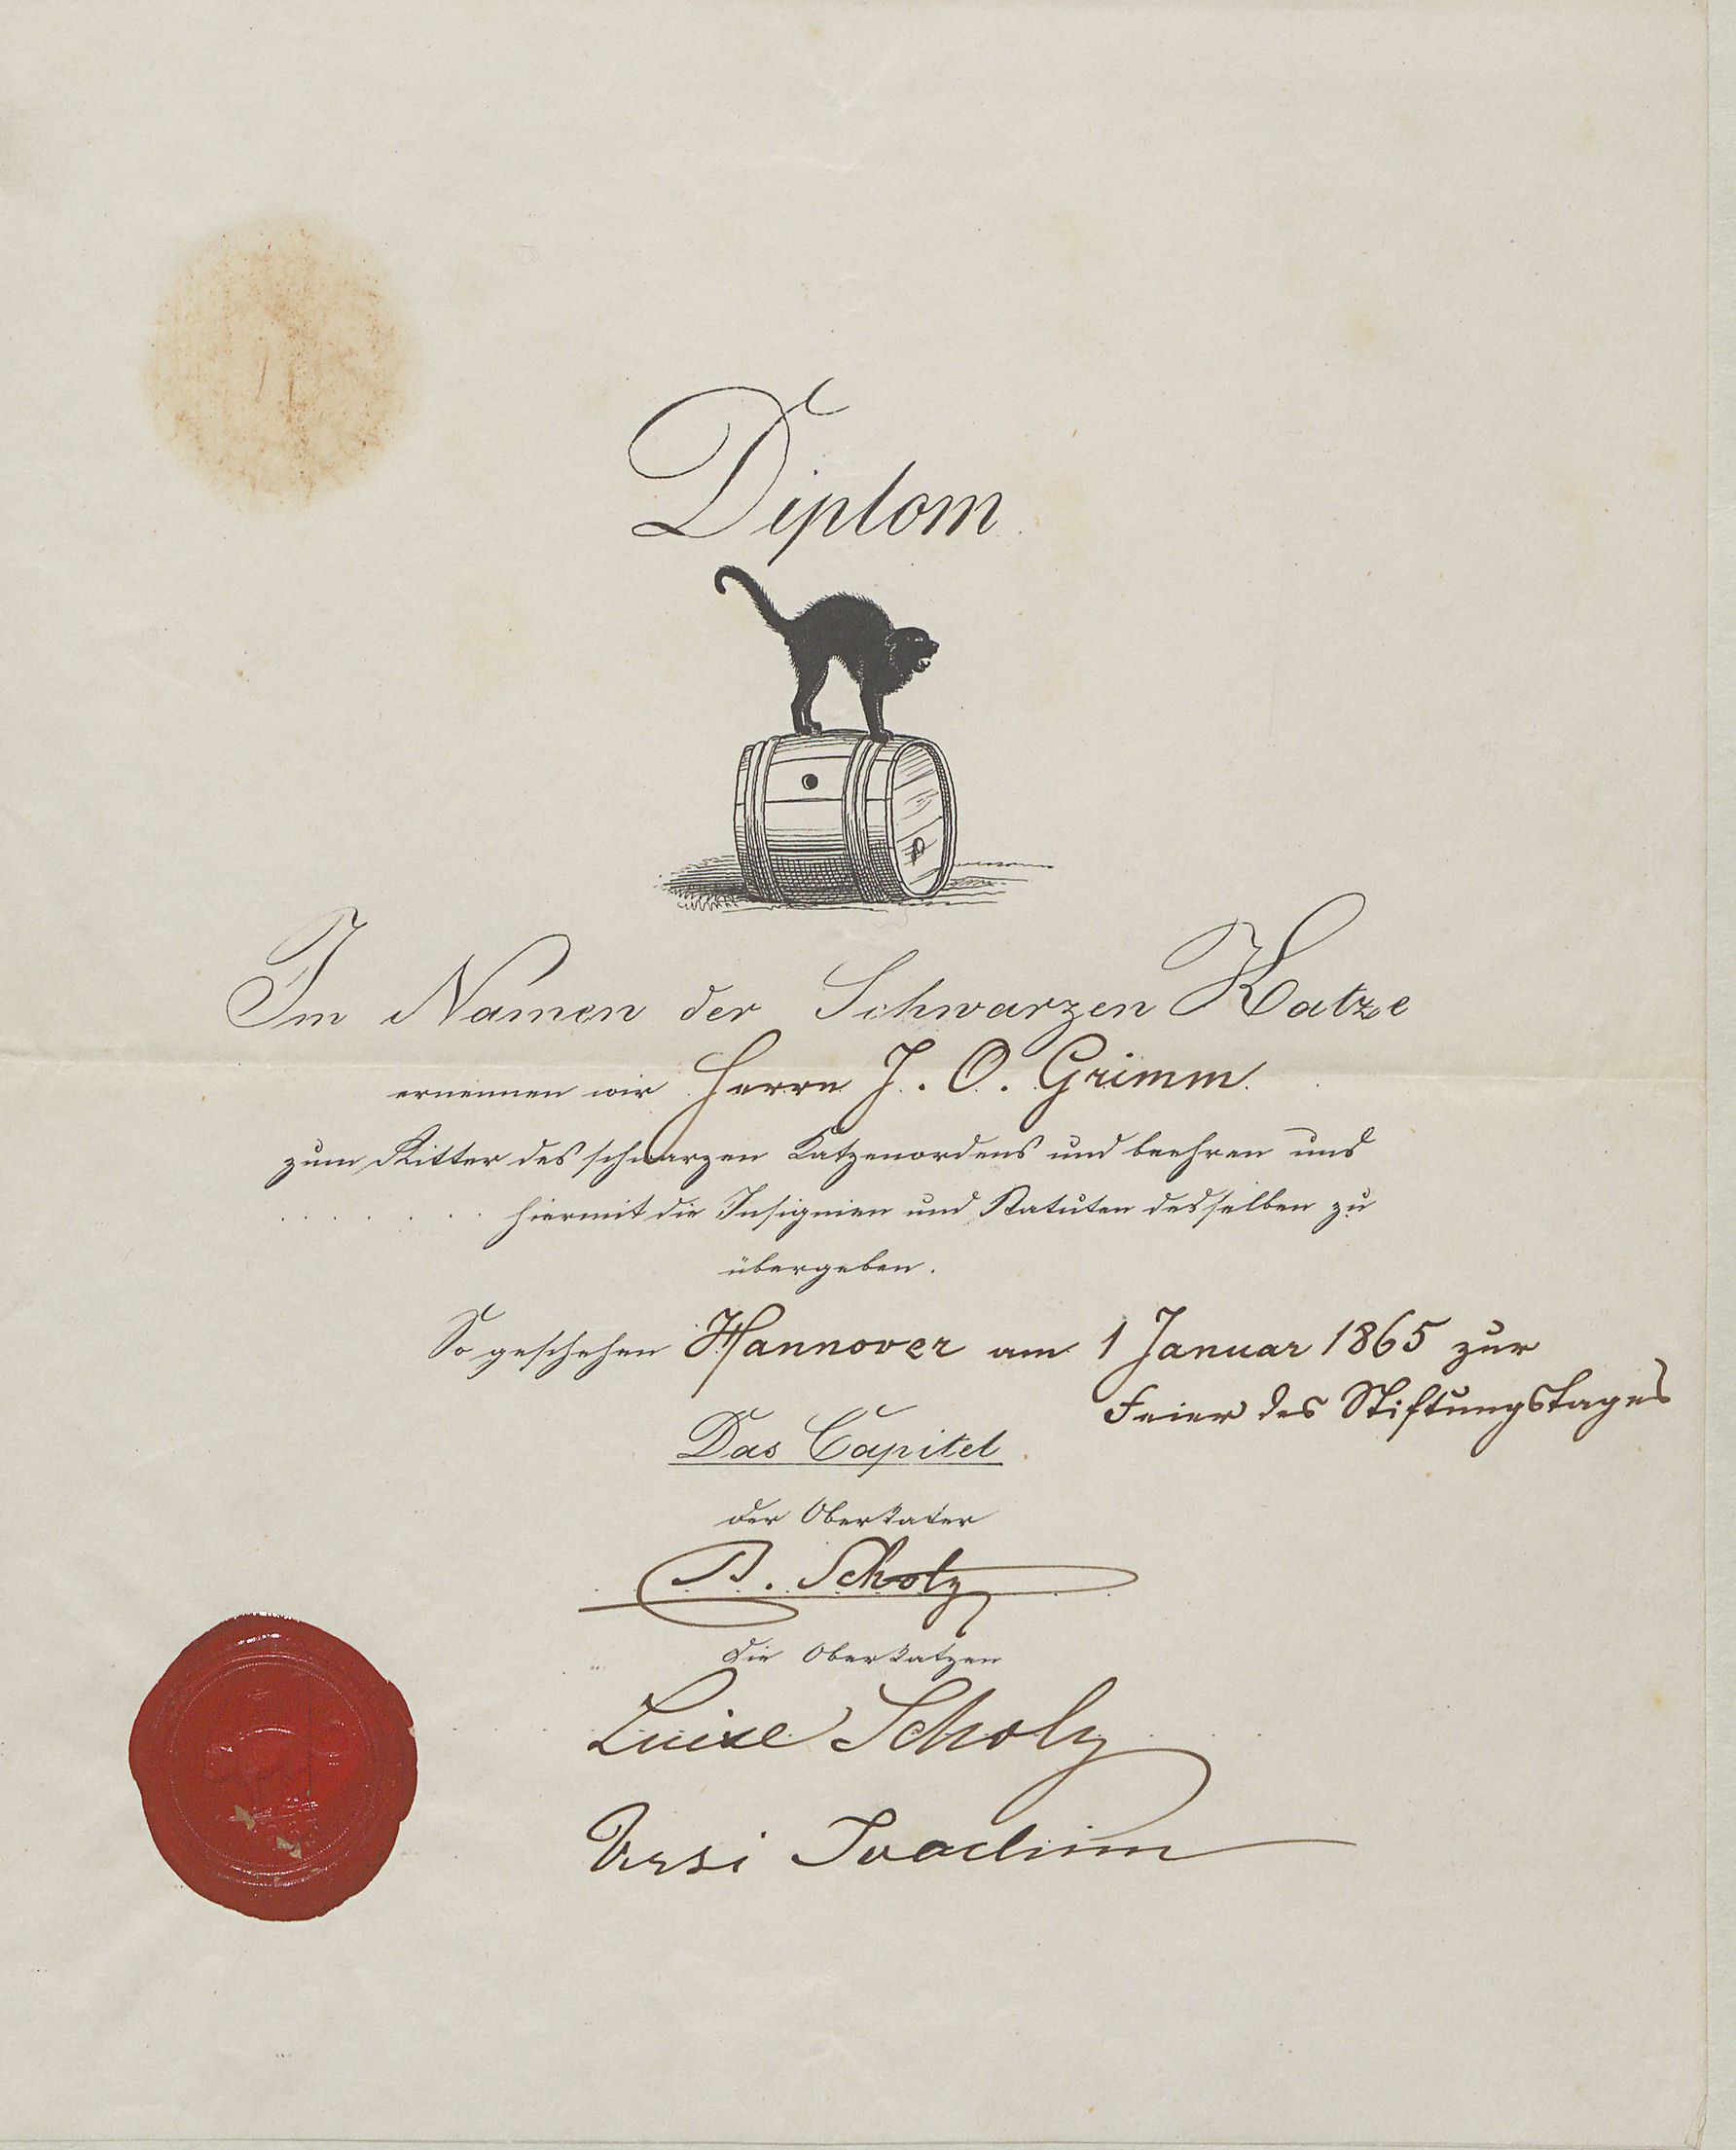 Diplom
Im Namen der Schwarzen Katze
ernennen wir Herrn J. O. Grimm
zum Ritter des schwarzen Katzenordens und beehren uns
hiermit die Insignien und Statuten desselben zu
übergeben.
So geschehen Hannover am 1 Januar 1865 zur
Feier des Stiftungstages
Das Capitel
der Oberkater
B. Scholz
die Oberkatzen
Luise Scholz
Ursi Joachim